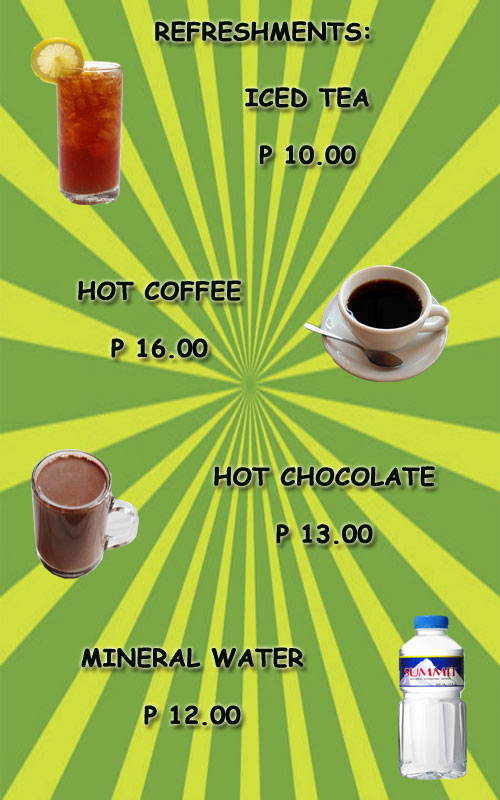 REFRESHMENTS:
ICED TEA
P 10.00
HOT COFFEE
P 16.00
HOT CHOCOLATE
P 13.00
MINERAL WATER
P 12.00
SUMMIT